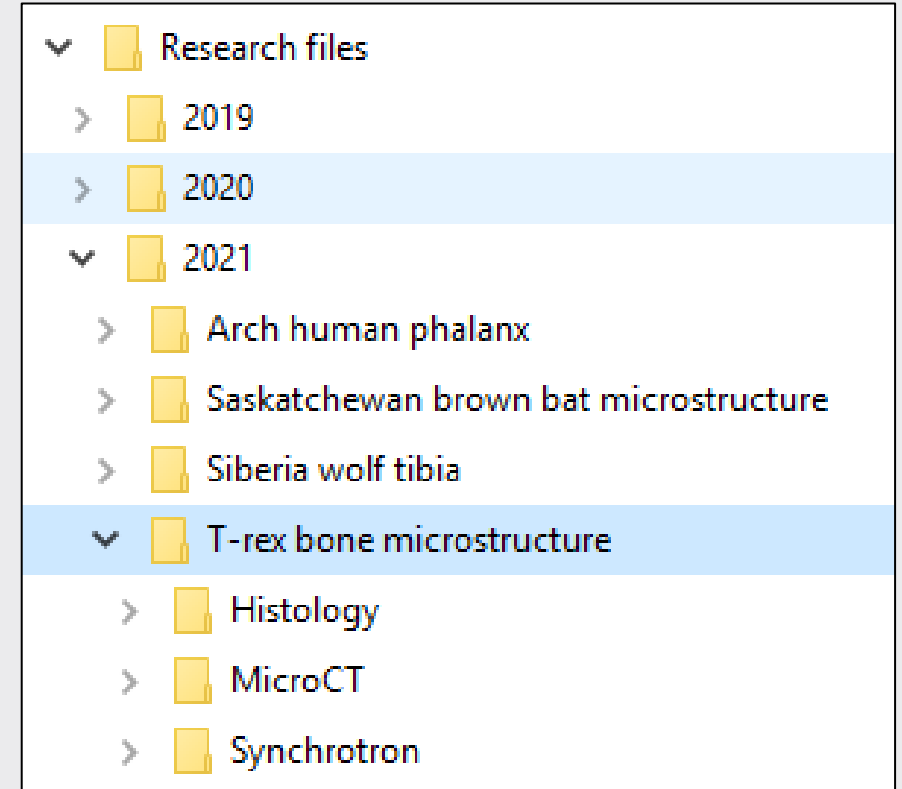 Research files
2019
2020
2021
Arch human phalanx
Saskatchewan brown bat microstructure
Siberia wolf tibia
T-rex bone microstructure
Histology
MicroCT
Synchrotron